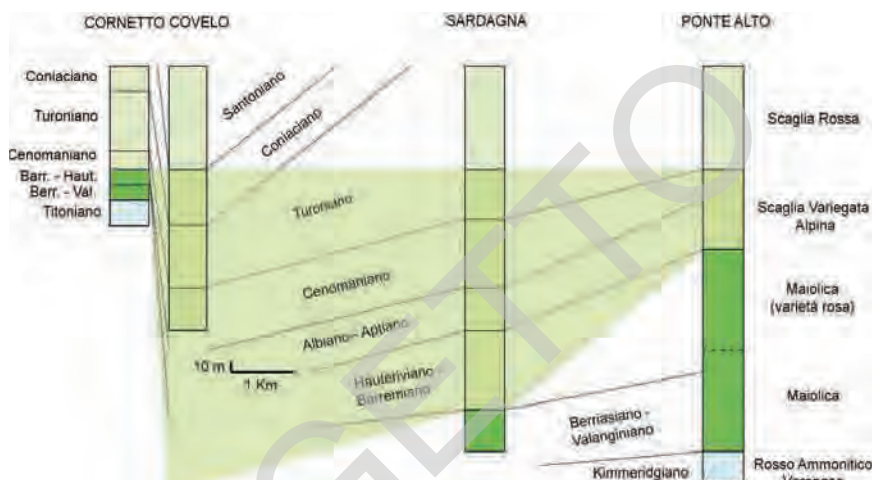 CORNETTO COVELO
SARDAGNA
PONTE ALTO
Coniaciano
Turoniano
Cenomaniano
Barr. - Haut.
Berr. - Val.
Titoniano
Santoniano
Coniaciano
Turoniano
Cenomaniano
Albiano - Aptiano
Hauteriviano -
Barremiano
10 m
1 Km
Berriasiano -
Valanginiano
Kimmeridgiano
Scaglia Rossa
Scaglia Variegata
Alpina
Maiolica
(varietà rosa)
Maiolica
Rosso Ammonitico
GETTO